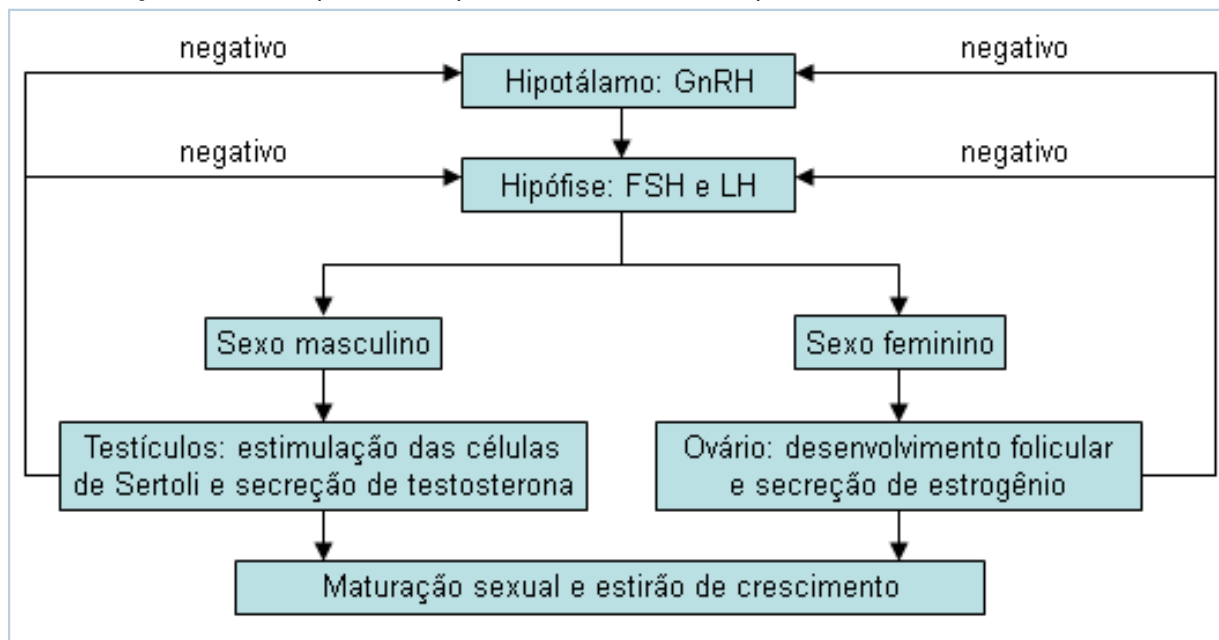 negativo
negativo
Hipotálamo: GnRH
negativo
negativo
Hipófise: FSH e LH
Sexo masculino
Sexo feminino
Testículos: estimulação das células
de Sertoli e secreção de testosterona
Ovário: desenvolvimento folicular
e secreção de estrogênio
Maturação sexual e estirão de crescimento